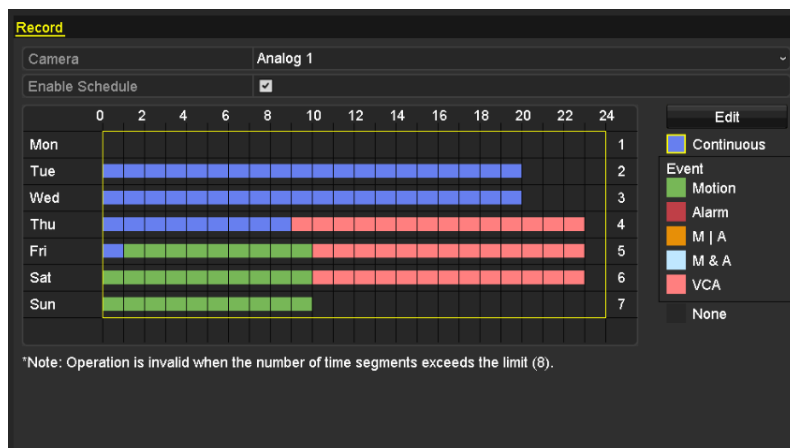 Record
Camera Analog 1
Enable Schedule
0 2 4 6 8 10 12 14 16 18 20 22 24
Edit
Mon 1
Continuous
Tue 2
Event
Motion
Wed 3
Alarm
Thu 4
M | A
Fri 5
M & A
Sat 6
VCA
Sun 7
None
*Note: Operation is invalid when the number of time segments exceeds the limit (8).